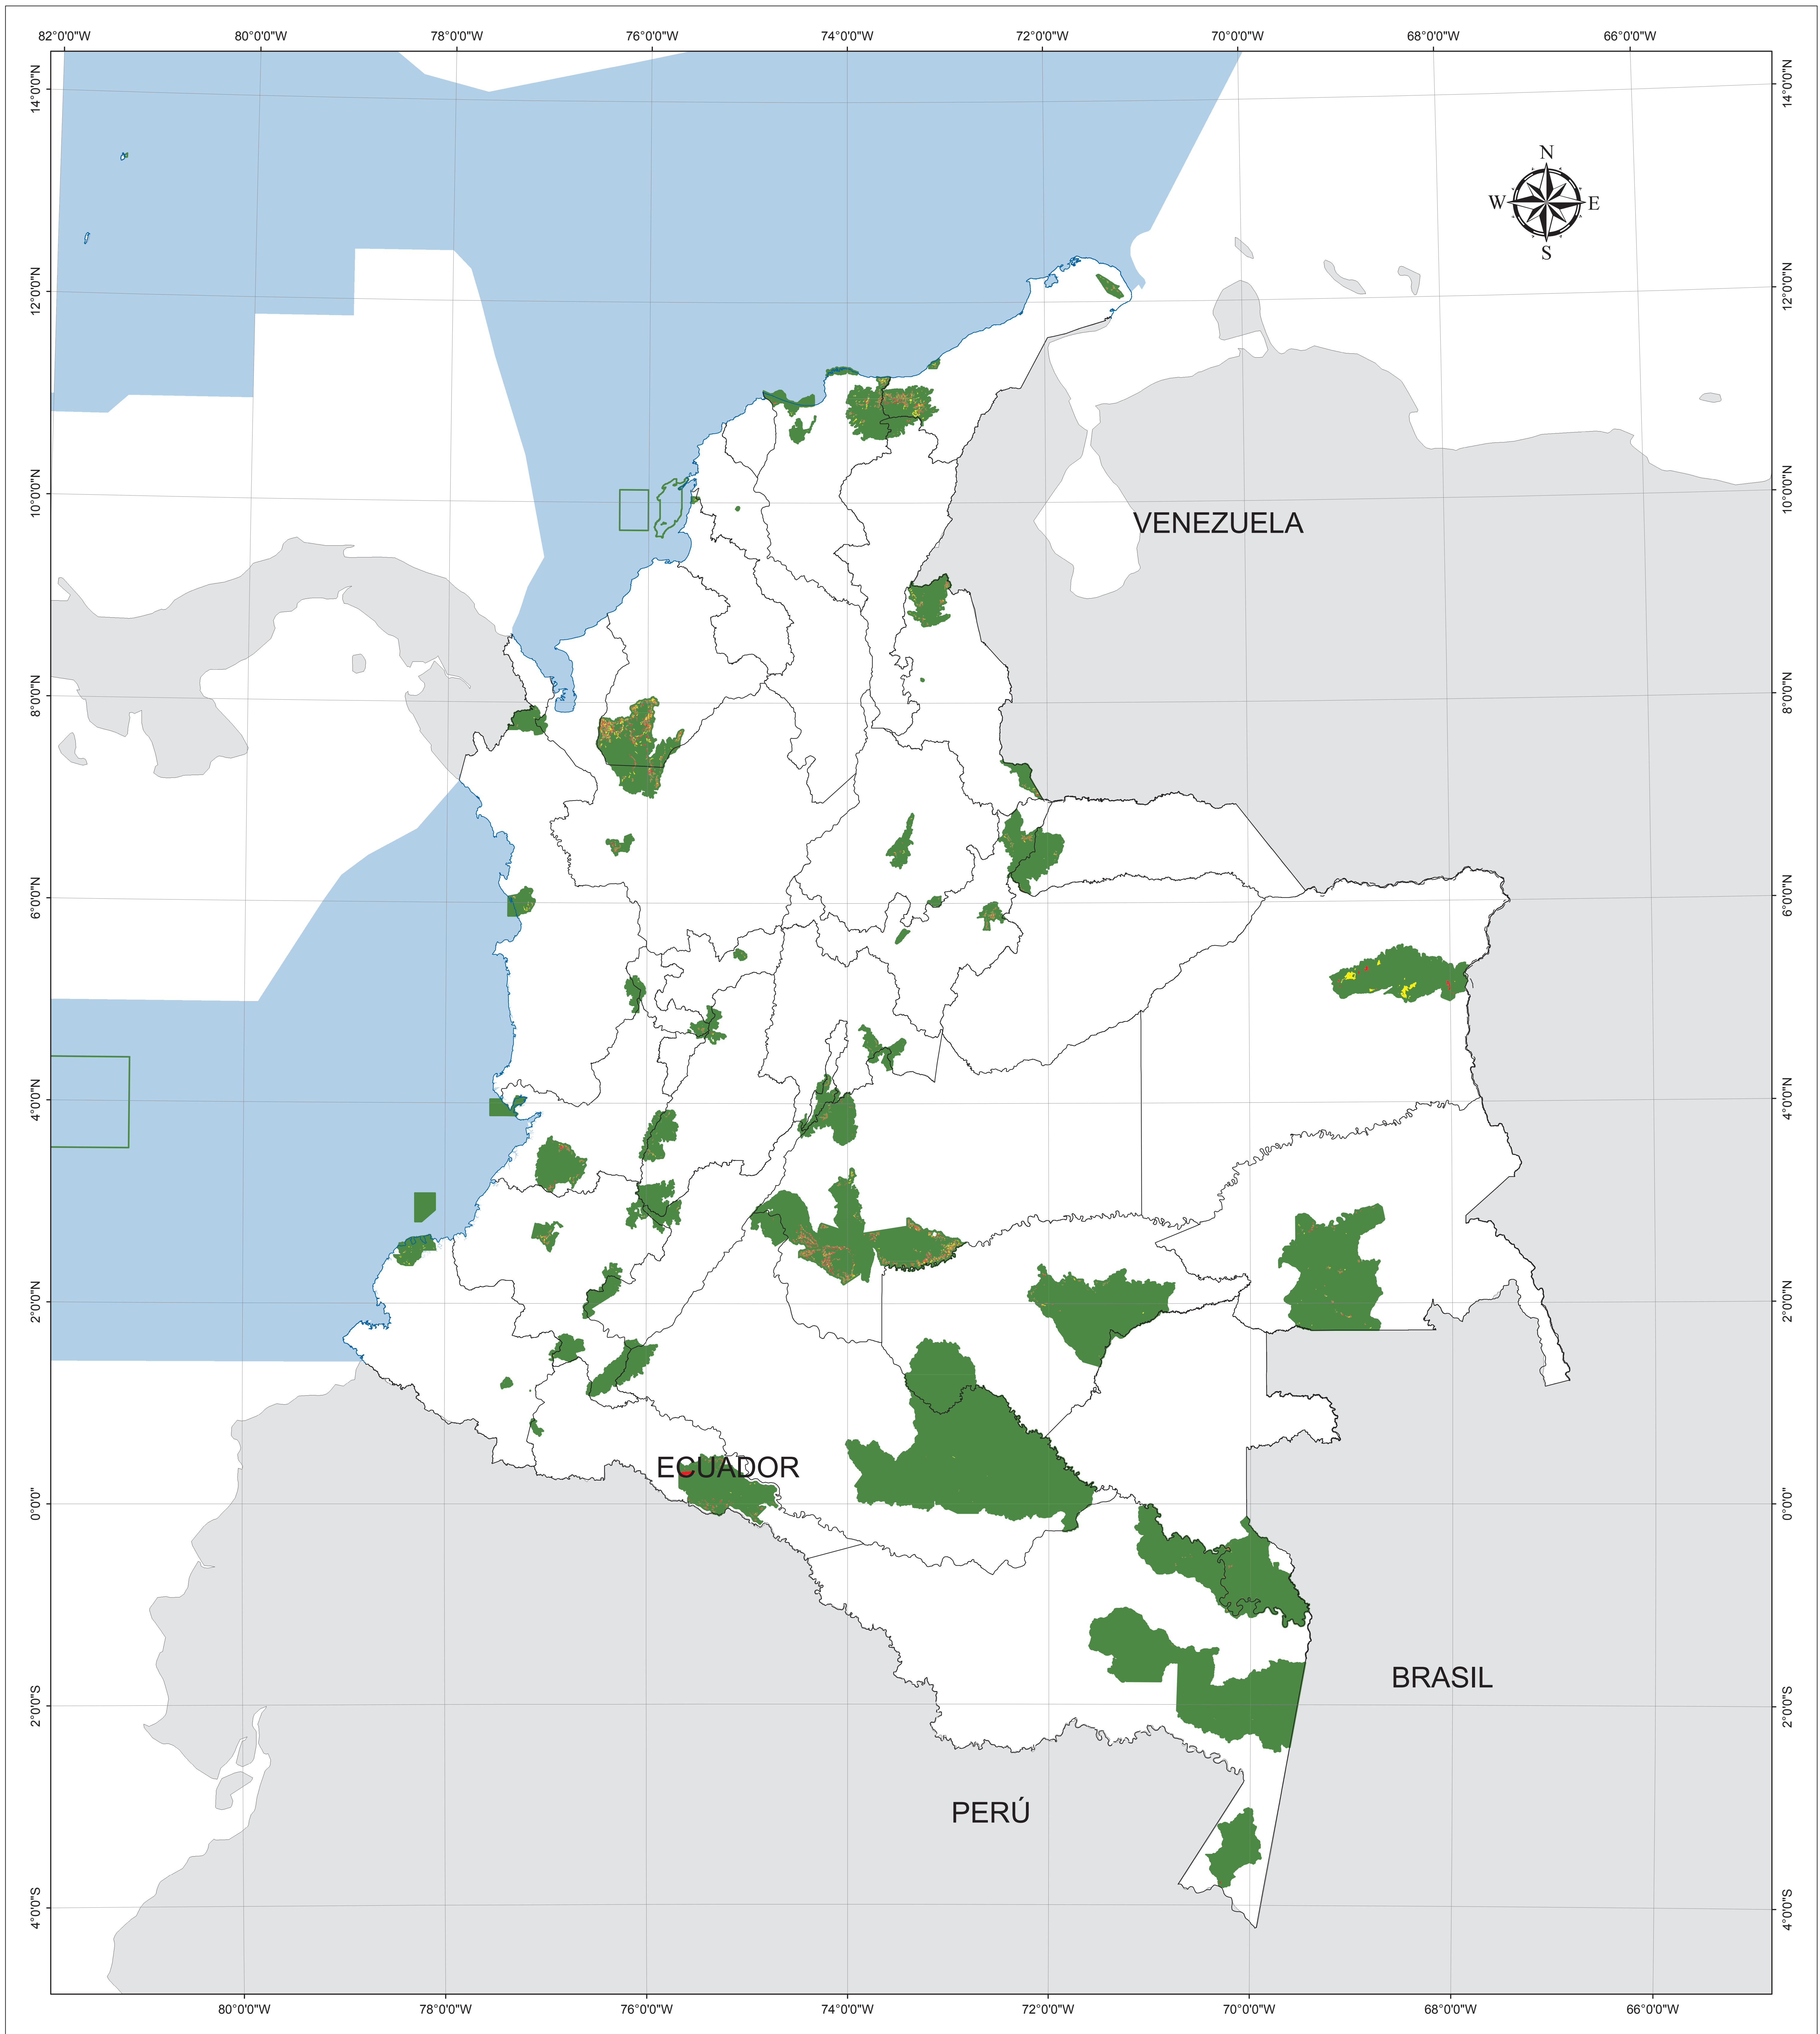 82°0'0"W 80°0'0"W 78°0'0"W 76°0'0"W 74°0'0"W 72°0'0"W 70°0'0"W 68°0'0"W 66°0'0"W
14°0'0"N 14°0'0"N
N
W E
S
12°0'0"N 12°0'0"N
10°0'0"N 10°0'0"N
VENEZUELA
8°0'0"N 8°0'0"N
6°0'0"N 6°0'0"N
4°0'0"N 4°0'0"N
2°0'0"N 2°0'0"N
ECUADOR
0°0'0" 0°0'0"
BRASIL
2°0'0"S 2°0'0"S
PERÚ
4°0'0"S 4°0'0"S
80°0'0"W 78°0'0"W 76°0'0"W 74°0'0"W 72°0'0"W 70°0'0"W 68°0'0"W 66°0'0"W